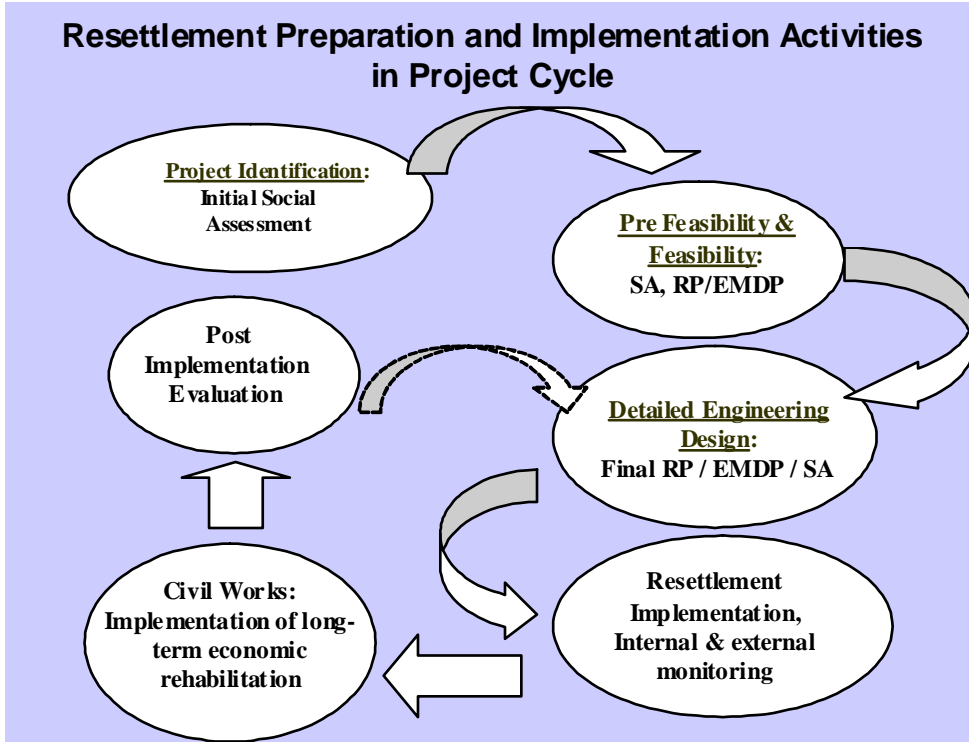 Resettlement Preparation and Implementation Activities
in Project Cycle
Project Identification:
Initial Social
Assessment
Pre Feasibility &
Feasibility:
SA, RP/EMDP
Post
Implementation
Evaluation
Detailed Engineering
Design:
Final RP / EMDP / SA
Civil Works:
Implementation of long-
term economic
rehabilitation
Resettlement
Implementation,
Internal & external
monitoring